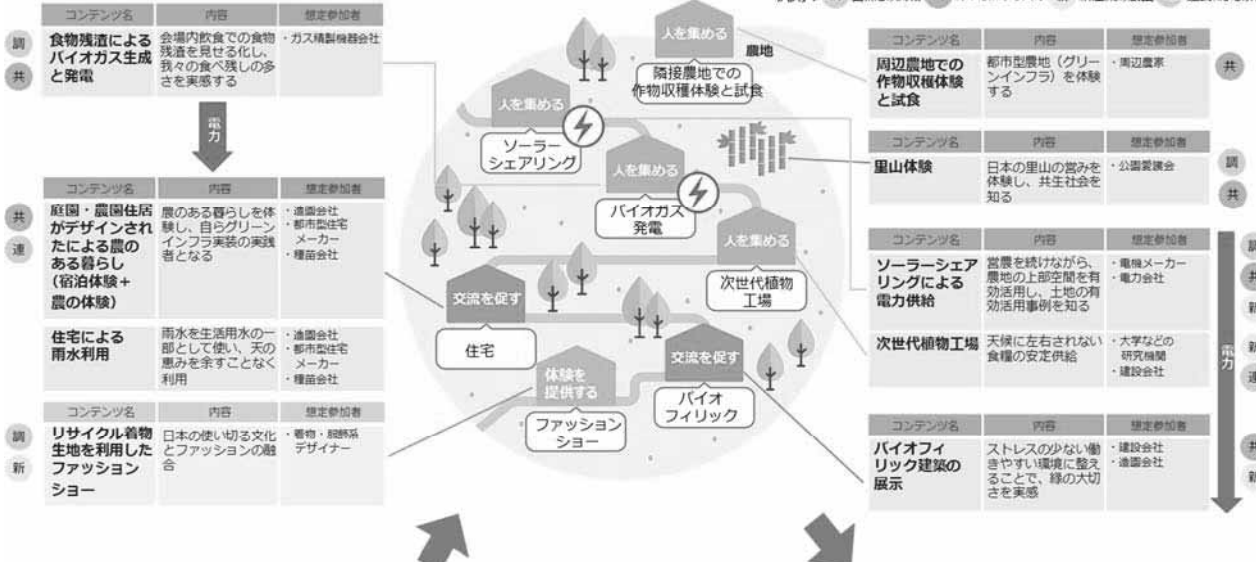 コンテンツ名
内容
想定参加者
調
共
食物残渣による
バイオガス生成
と発電
会場内飲食での食物
残渣を見せる化し、
我々の食べ残しの多
さを実感する
・ガス精製機器会社
電力
コンテンツ名
内容
想定参加者
共
連
庭園・農園住居
がデザインされ
たによる農の
ある暮らし
(宿泊体験+
農の体験)
農のある暮らしを体
験し、自らグリーン
インフラ実装の実践
者となる
・造園会社
・都市型住宅
メーカー
・種苗会社
住宅による
雨水利用
雨水を生活用水の一
部として使い、天の
恵みを余すことなく
利用
・造園会社
・都市型住宅
メーカー
・種苗会社
コンテンツ名
内容
想定参加者
調
新
リサイクル着物
生地を利用した
ファッション
ショー
日本の使い切る文化
とファッションの融
合
・着物・服飾系
デザイナー
人を集める
農地
隣接農地での
作物収穫体験と試食
人を集める
ソーラー
シェアリング
人を集める
バイオガス
発電
人を集める
次世代植物
工場
交流を促す
住宅
体験を
提供する
ファッション
ショー
交流を促す
バイオ
フィリック
コンテンツ名
内容
想定参加者
周辺農地での
作物収穫体験
と試食
都市型農地(グリー
ンインフラ)を体験
する
・周辺農家
共
里山体験
日本の里山の営みを
体験し、共生社会を
知る
・公園愛護会
調
共
コンテンツ名
内容
想定参加者
ソーラーシェア
リングによる
電力供給
営農を続けながら、
農地の上部空間を有
効活用し、土地の有
効活用事例を知る
・電機メーカー
・電力会社
調
共
新
次世代植物工場
天候に左右されない
食糧の安定供給
・大学などの
研究機関
・建設会社
新
連
電力
コンテンツ名
内容
想定参加者
バイオフィ
リック建築の
展示
ストレスの少ない働
きやすい環境に整え
ることで、緑の大切
さを実感
・建設会社
・造園会社
共
新